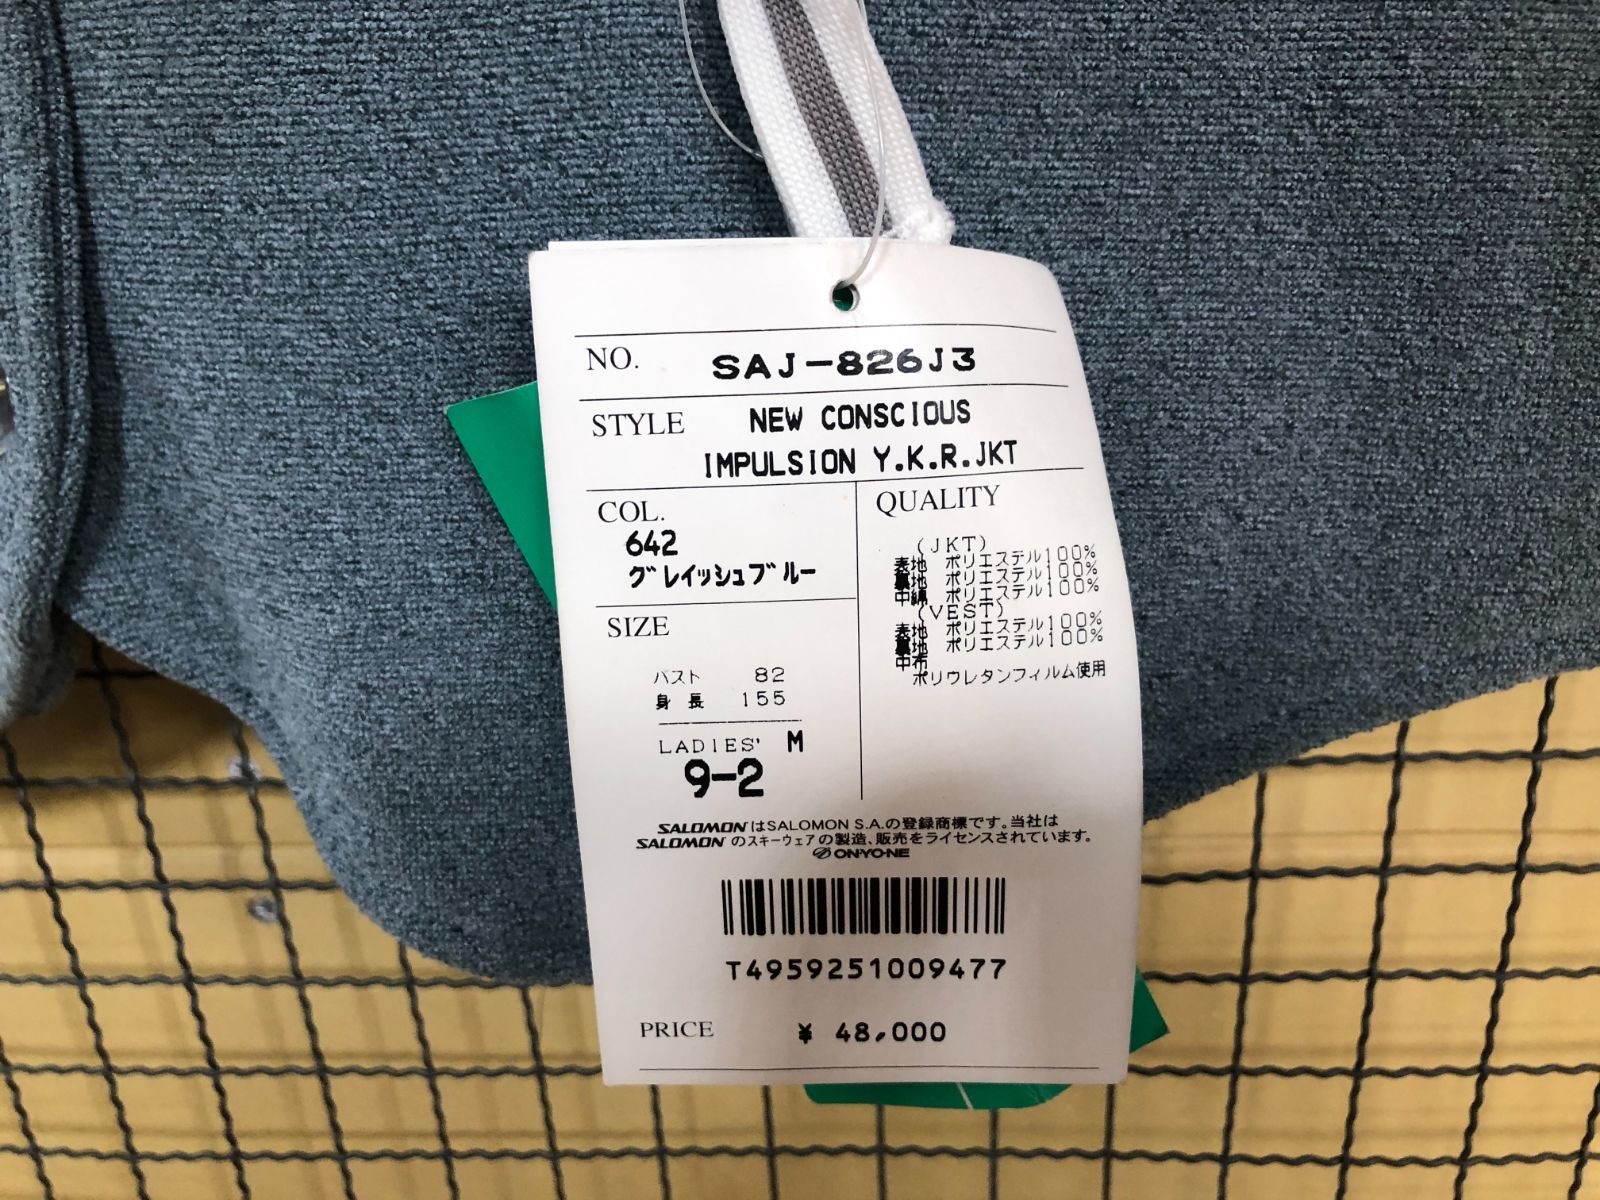 NO. SAJ-826J3
STYLE NEW CONSCIOUS
IMPULSION Y.K.R.JKT
COL.
642
グレイッシュブルー
SIZE
バスト 82
身長 155
LADIES' M
9-2
QUALITY
(JKT)
表地 ポリエステル100%
裏地 ポリエステル100%
中綿 ポリエステル100%
(VEST)
表地 ポリエステル100%
裏地 ポリエステル100%
中布
ポリウレタンフィルム使用
SALOMONはSALOMON S.A.の登録商標です。当社は
SALOMONのスキーウェアの製造、販売をライセンスされています。
ON・YO・NE
T4959251009477
PRICE ¥ 48,000